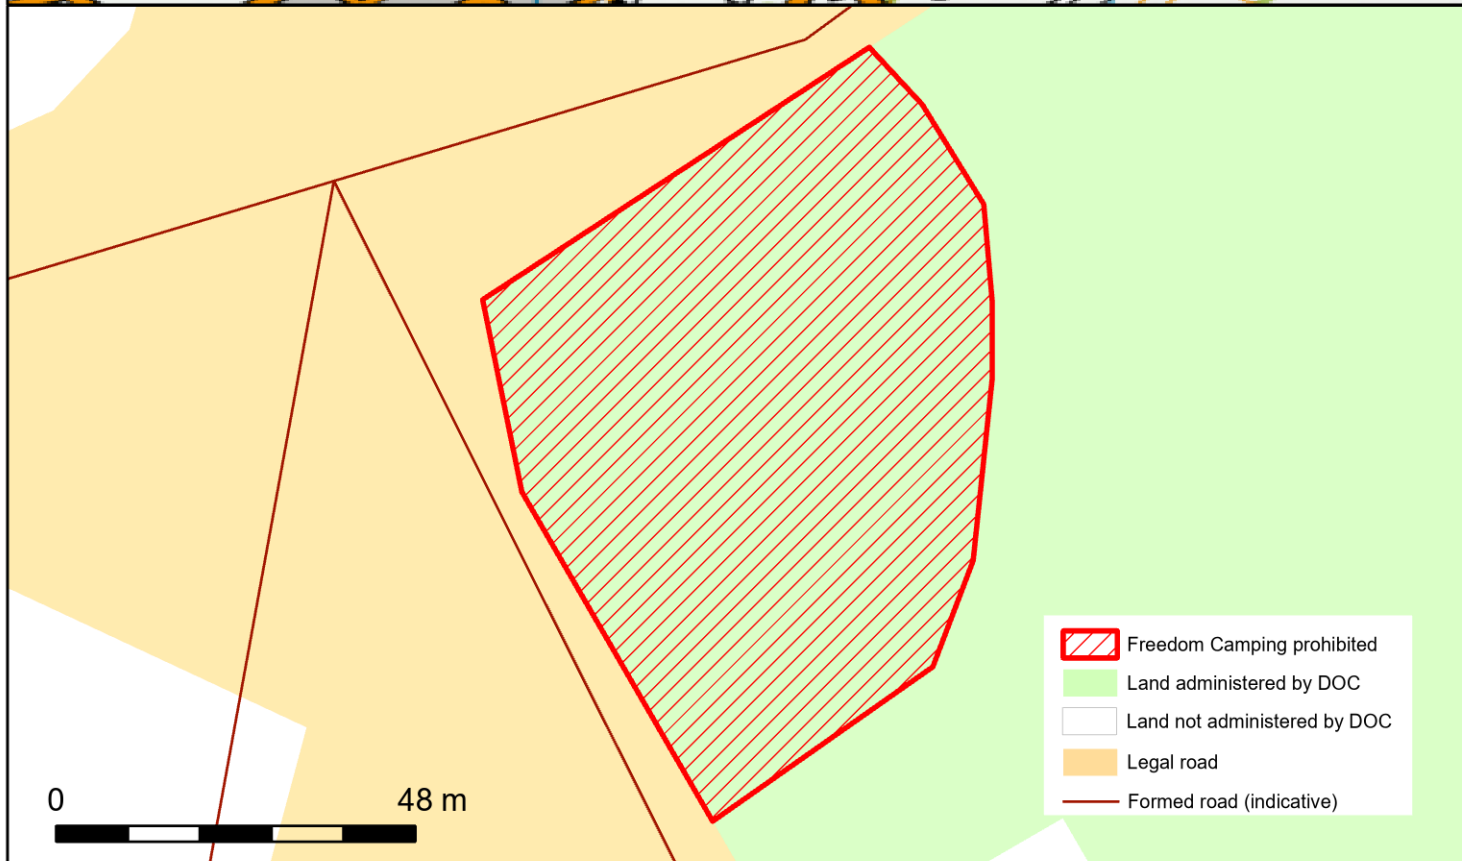 Freedom Camping prohibited
Land administered by DOC
Land not administered by DOC
Legal road
Formed road (indicative)
0 48 m